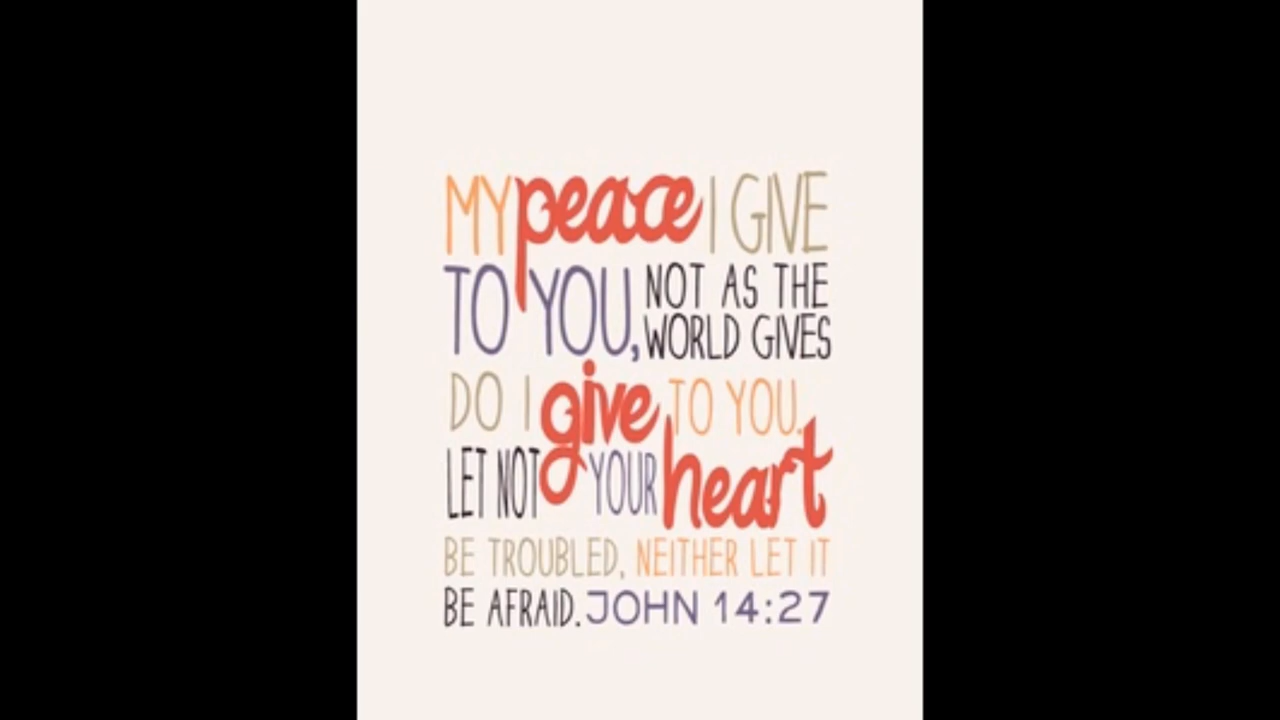 MY peace I GIVE
TO YOU, NOT AS THE
WORLD GIVES
DO I give TO YOU.
LET NOT YOUR heart
BE TROUBLED, NEITHER LET IT
BE AFRAID. JOHN 14:27